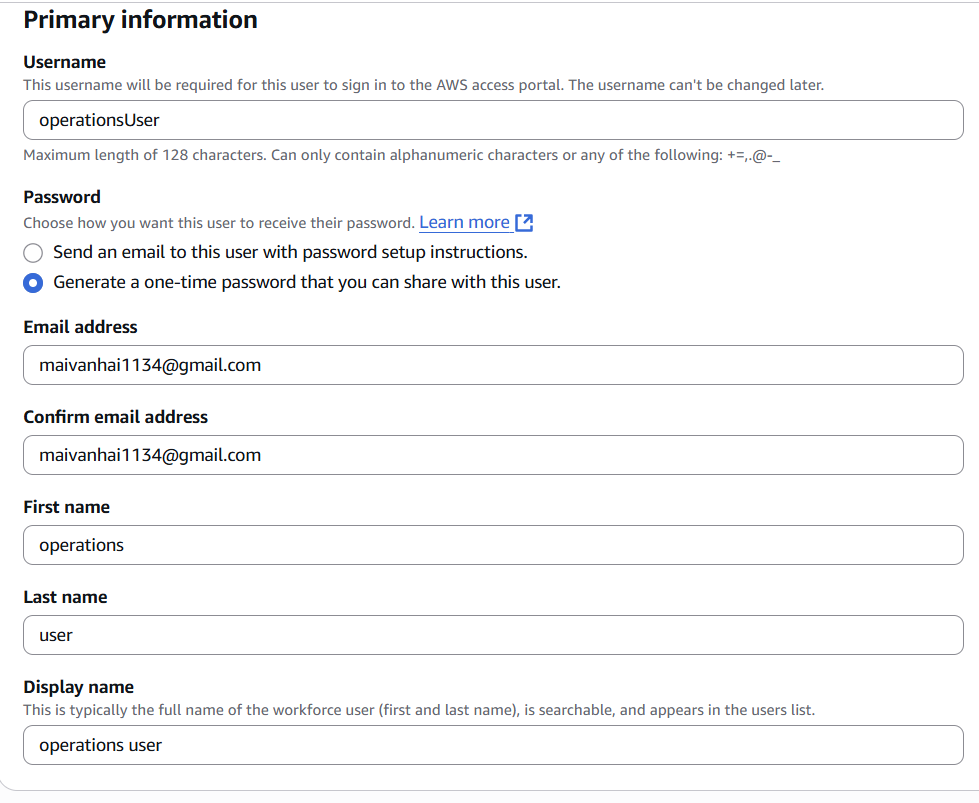 Primary information
Username
This username will be required for this user to sign in to the AWS access portal. The username can't be changed later.
operationsUser
Maximum length of 128 characters. Can only contain alphanumeric characters or any of the following: +=,.@-_
Password
Choose how you want this user to receive their password. Learn more
Send an email to this user with password setup instructions.
Generate a one-time password that you can share with this user.
Email address
maivanhai1134@gmail.com
Confirm email address
maivanhai1134@gmail.com
First name
operations
Last name
user
Display name
This is typically the full name of the workforce user (first and last name), is searchable, and appears in the users list.
operations user